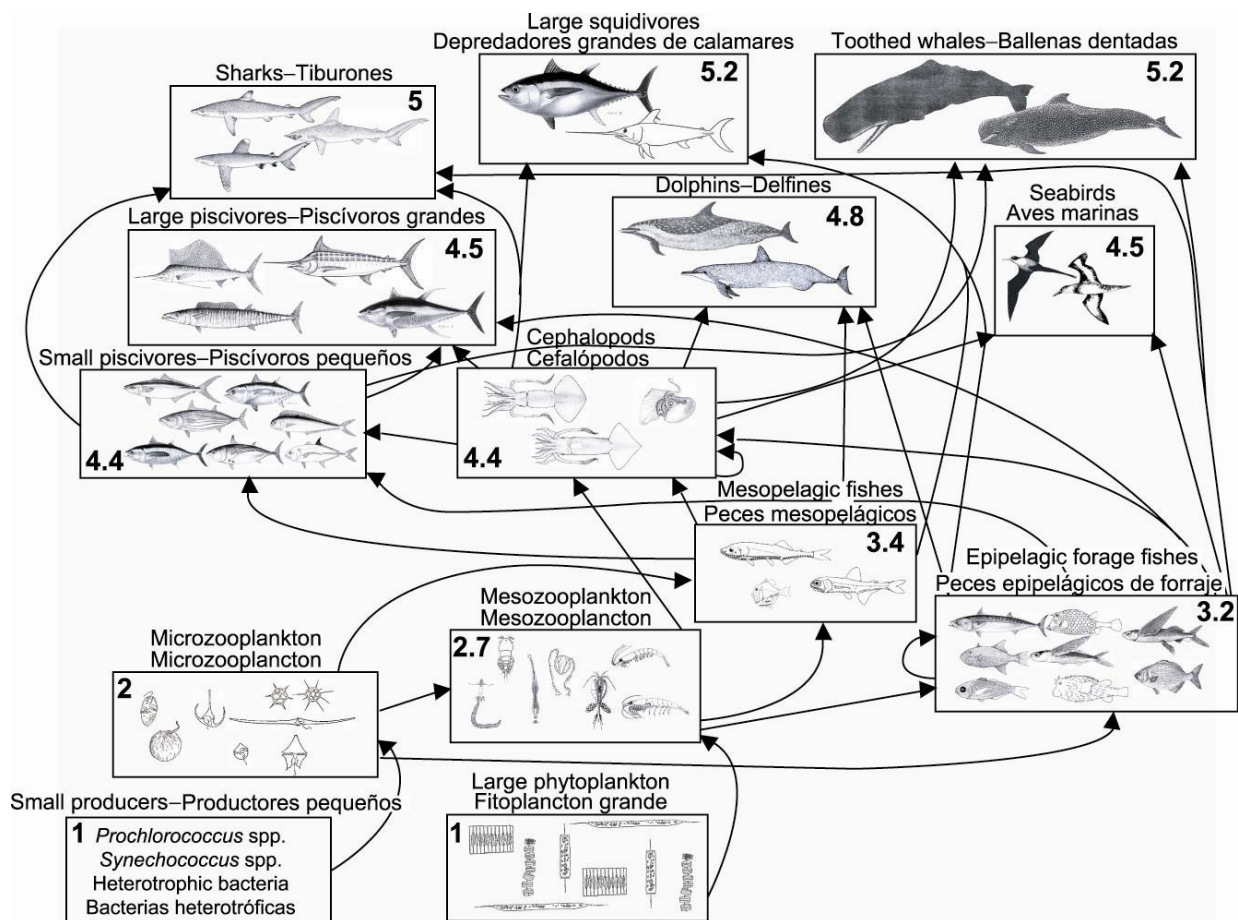 Large squidivores
Depredadores grandes de calamares
5.2
Toothed whales–Ballenas dentadas
5.2
Sharks–Tiburones
5
Dolphins–Delfines
4.8
Seabirds
Aves marinas
4.5
Large piscivores–Piscívoros grandes
4.5
Small piscivores–Piscívoros pequeños
4.4
Cephalopods
Cefalópodos
4.4
Mesopelagic fishes
Peces mesopelágicos
3.4
Epipelagic forage fishes
Peces epipelágicos de forraje
3.2
Mesozooplankton
Mesozooplancton
2.7
Microzooplankton
Microzooplancton
2
Small producers–Productores pequeños
1
Prochlorococcus spp.
Synechococcus spp.
Heterotrophic bacteria
Bacterias heterotróficas
Large phytoplankton
Fitoplancton grande
1